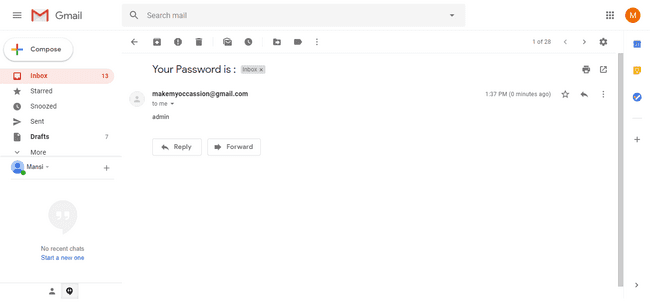 Gmail
Search mail
M
Compose
1 of 28
Inbox 13
Starred
Snoozed
Sent
Drafts 7
More
Mansi
No recent chats
Start a new one
Your Password is : Inbox x
makemyoccassion@gmail.com 1:37 PM (0 minutes ago)
to me
admin
Reply
Forward